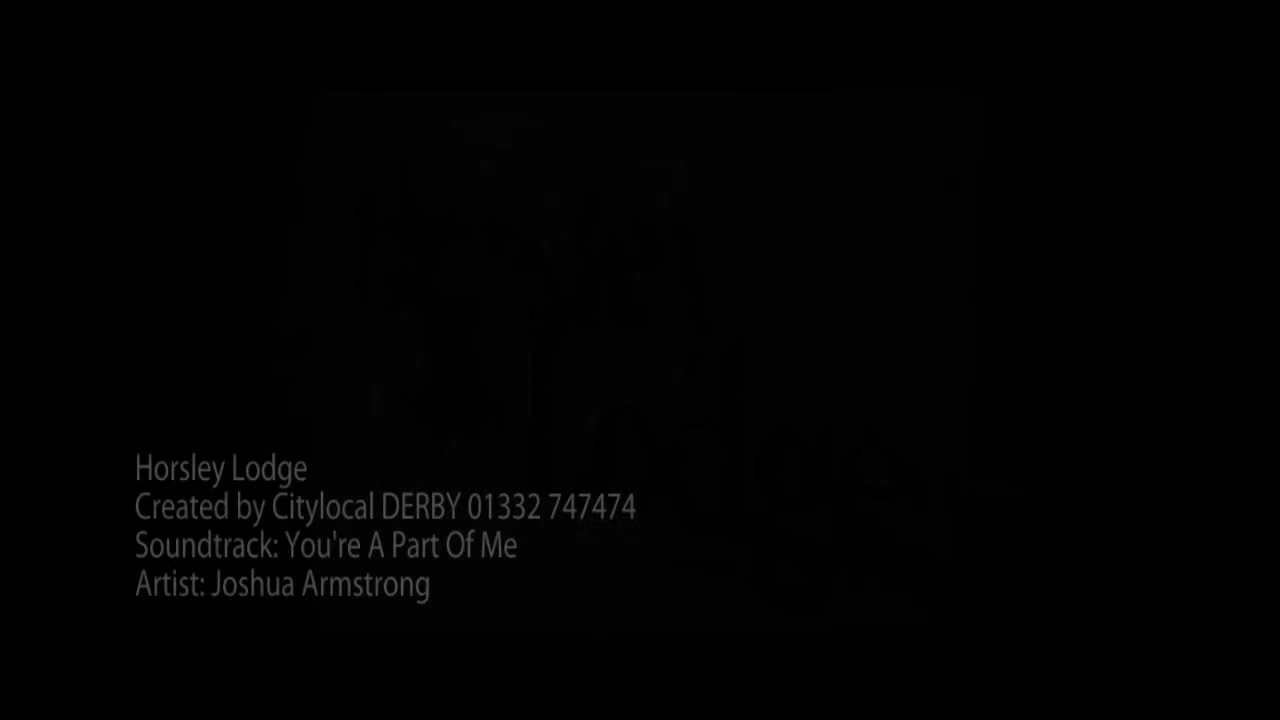 Horsley Lodge
Created by Citylocal DERBY 01332 747474
Soundtrack: You're A Part Of Me
Artist: Joshua Armstrong